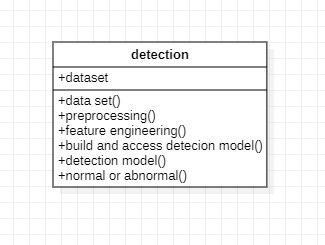 detection
+dataset
+data set()
+preprocessing()
+feature engineering()
+build and access detecion model()
+detection model()
+normal or abnormal()